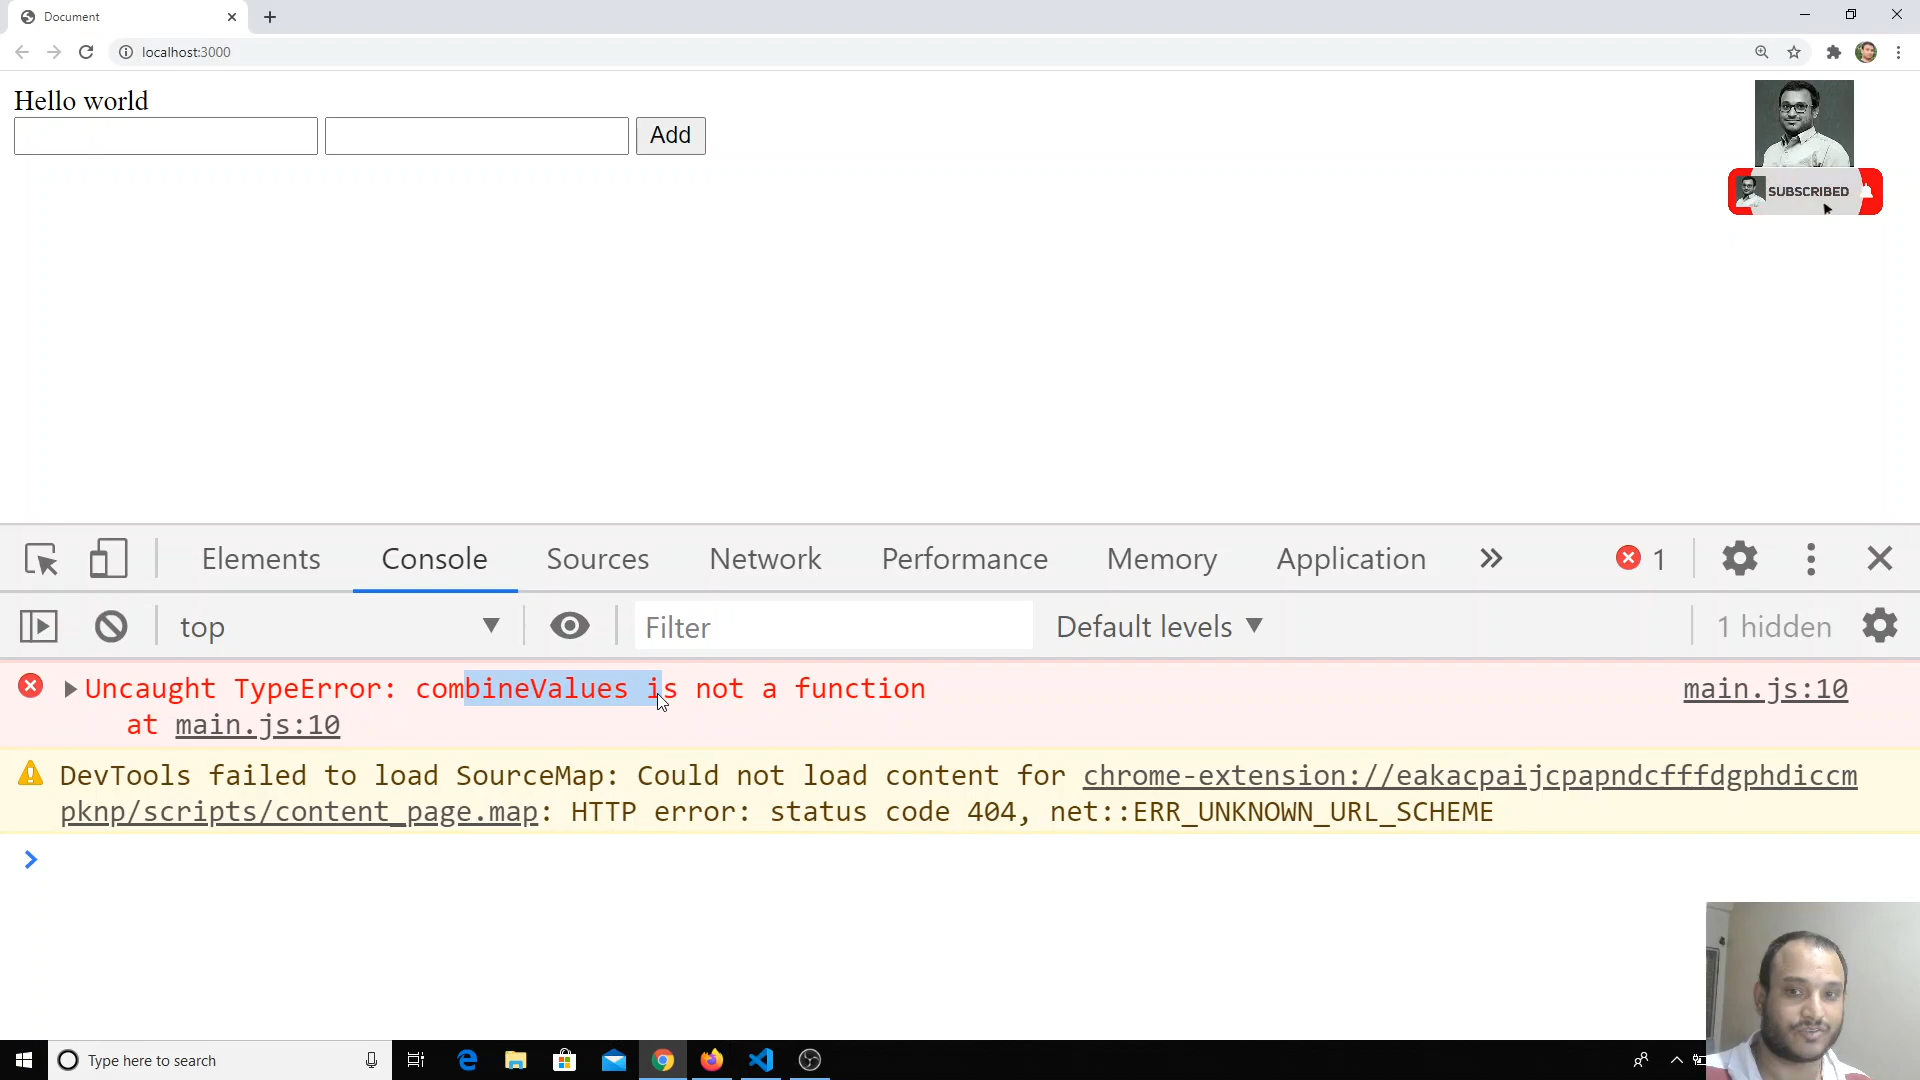 Document
localhost:3000
Hello world
Add
SUBSCRIBED
Elements
Console
Sources
Network
Performance
Memory
Application
1
top
Filter
Default levels
1 hidden
Uncaught TypeError: combineValues is not a function
main.js:10
at main.js:10
DevTools failed to load SourceMap: Could not load content for chrome-extension://eakacpaijcpapndcfffdgphdiccm
pknp/scripts/content_page.map: HTTP error: status code 404, net::ERR_UNKNOWN_URL_SCHEME
Type here to search